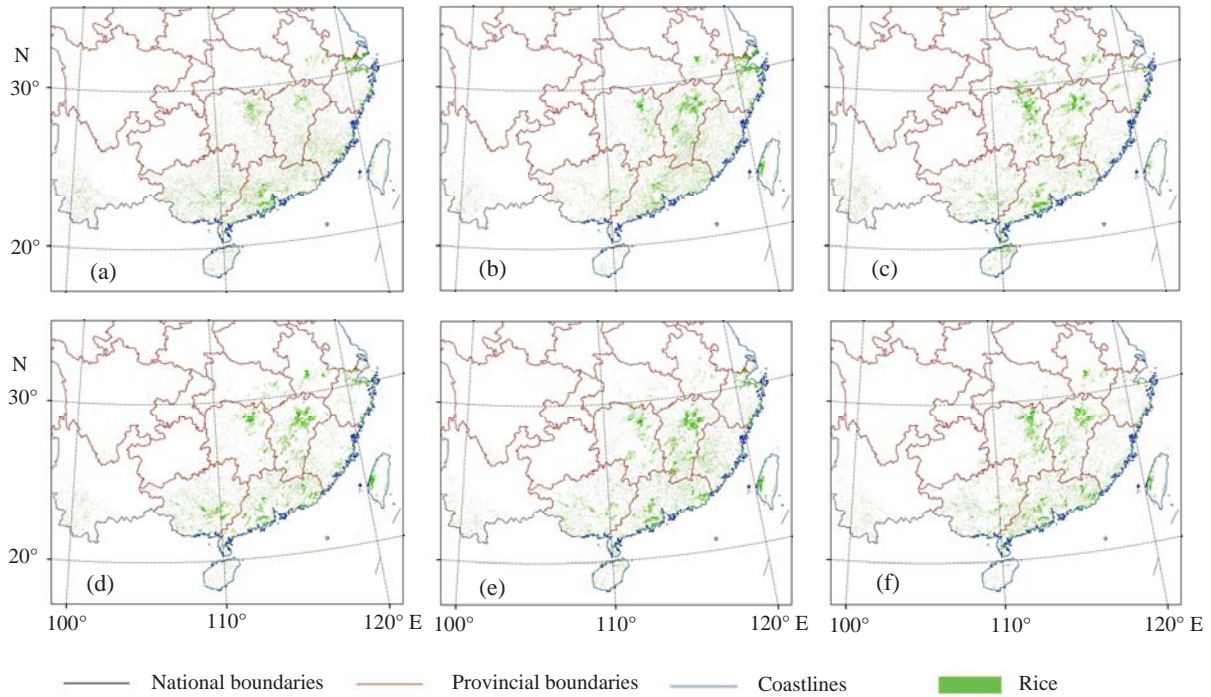 N
30°
20°
(a)
(b)
(c)
N
30°
20°
(d)
(e)
(f)
100°
110°
120° E
100°
110°
120° E
100°
110°
120° E
National boundaries
Provincial boundaries
Coastlines
Rice